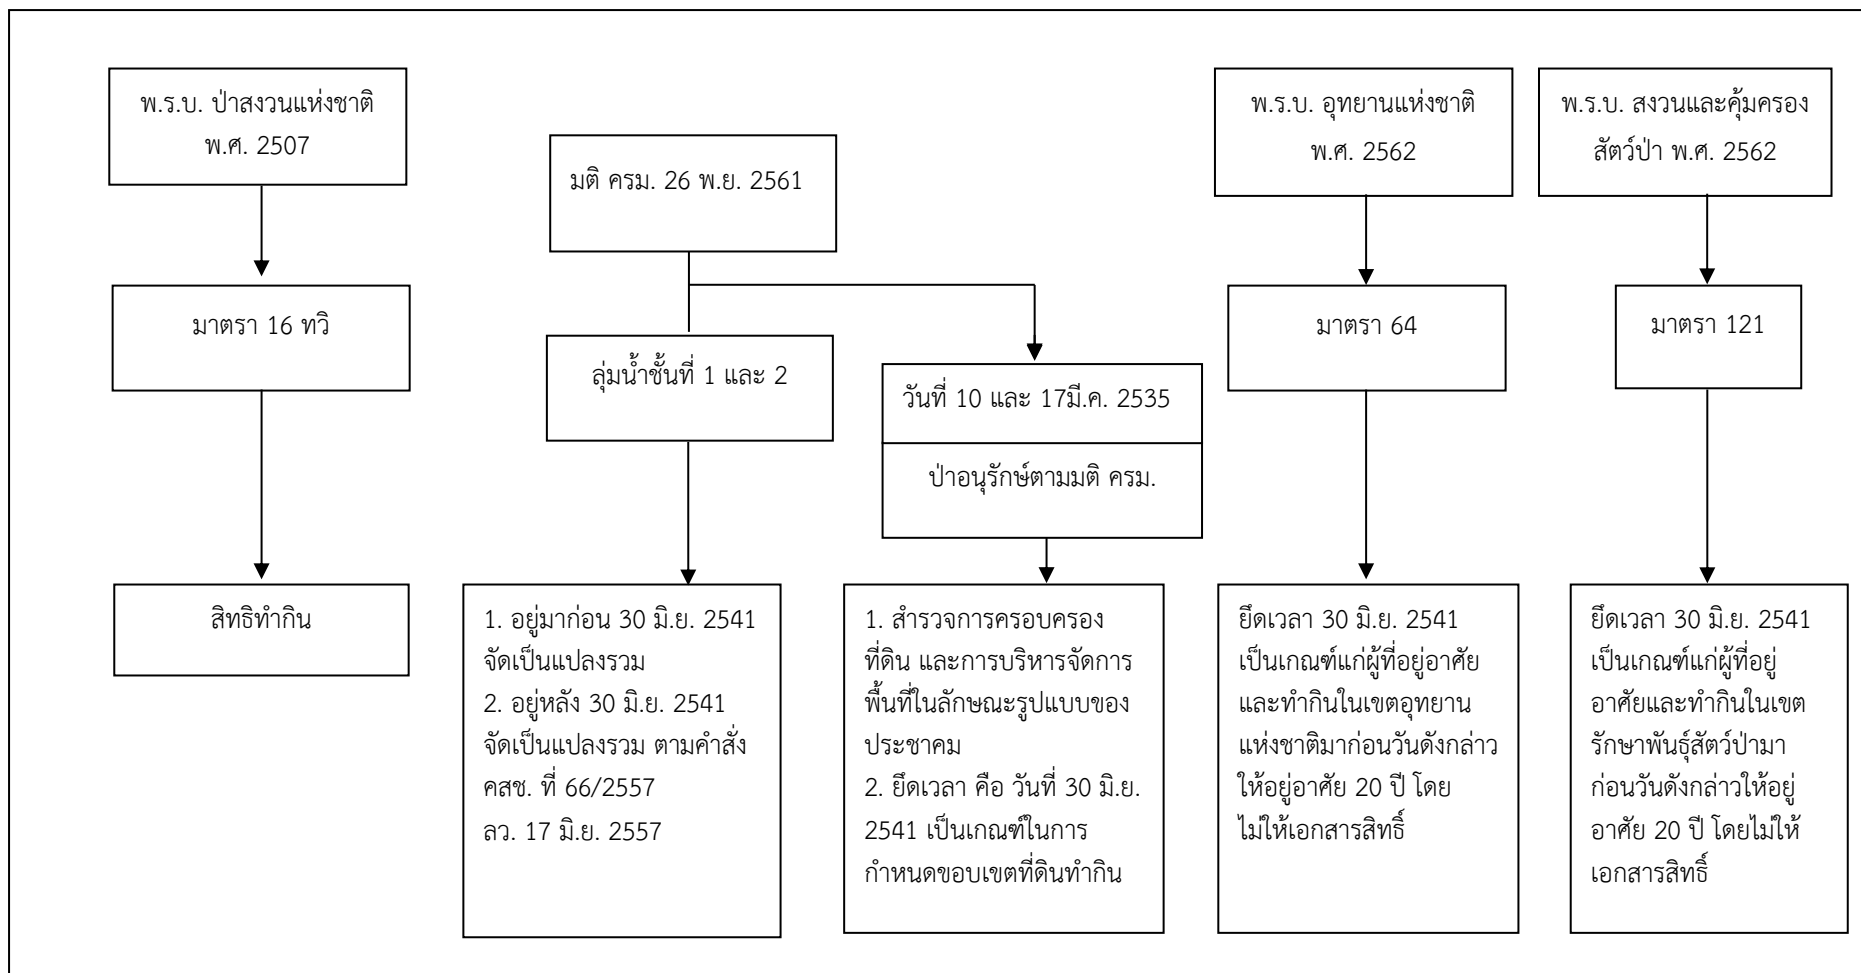 พ.ร.บ. ป่าสงวนแห่งชาติ
พ.ศ. 2507
มาตรา 16 ทวิ
สิทธิทำกิน
มติ ครม. 26 พ.ย. 2561
ลุ่มน้ำชั้นที่ 1 และ 2
1. อยู่มาก่อน 30 มิ.ย. 2541
จัดเป็นแปลงรวม
2. อยู่หลัง 30 มิ.ย. 2541
จัดเป็นแปลงรวม ตามคำสั่ง
คสช. ที่ 66/2557
ลว. 17 มิ.ย. 2557
วันที่ 10 และ 17มี.ค. 2535
ป่าอนุรักษ์ตามมติ ครม.
1. สำรวจการครอบครอง
ที่ดิน และการบริหารจัดการ
พื้นที่ในลักษณะรูปแบบของ
ประชาคม
2. ยึดเวลา คือ วันที่ 30 มิ.ย.
2541 เป็นเกณฑ์ในการ
กำหนดขอบเขตที่ดินทำกิน
พ.ร.บ. อุทยานแห่งชาติ
พ.ศ. 2562
มาตรา 64
ยึดเวลา 30 มิ.ย. 2541
เป็นเกณฑ์แก่ผู้ที่อยู่อาศัย
และทำกินในเขตอุทยาน
แห่งชาติมาก่อนวันดังกล่าว
ให้อยู่อาศัย 20 ปี โดย
ไม่ให้เอกสารสิทธิ์
พ.ร.บ. สงวนและคุ้มครอง
สัตว์ป่า พ.ศ. 2562
มาตรา 121
ยึดเวลา 30 มิ.ย. 2541
เป็นเกณฑ์แก่ผู้ที่อยู่
อาศัยและทำกินในเขต
รักษาพันธุ์สัตว์ป่ามา
ก่อนวันดังกล่าวให้อยู่
อาศัย 20 ปี โดยไม่ให้
เอกสารสิทธิ์